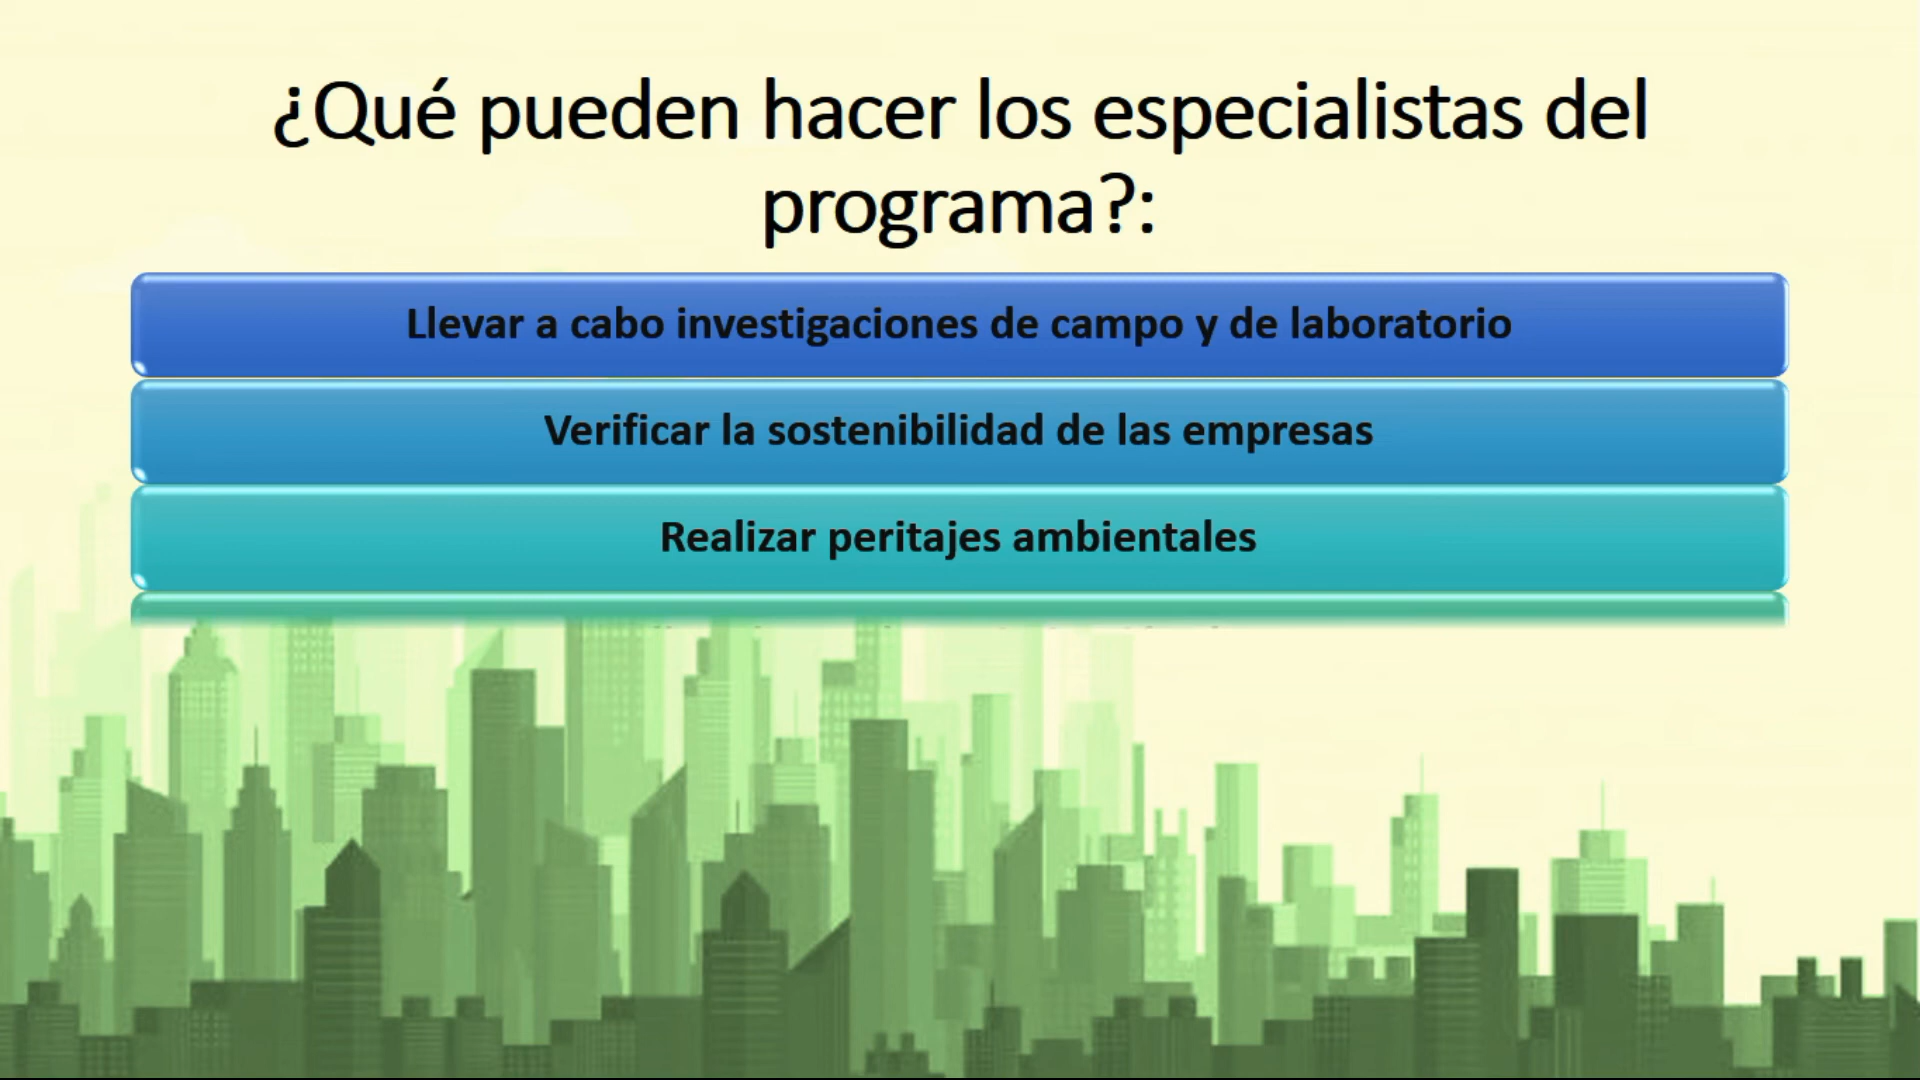 ¿Qué pueden hacer los especialistas del
programa?:
Llevar a cabo investigaciones de campo y de laboratorio
Verificar la sostenibilidad de las empresas
Realizar peritajes ambientales